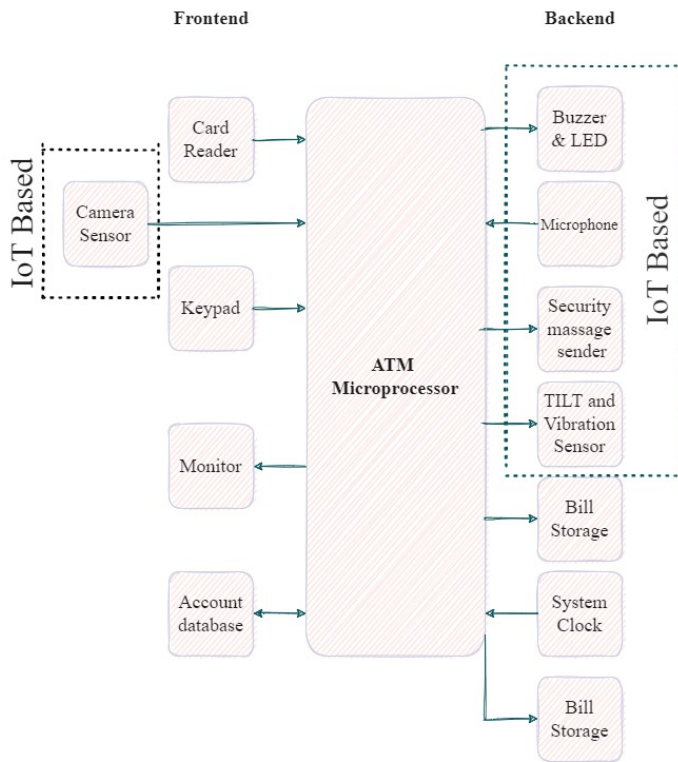 Frontend
Backend
Card
Reader
Buzzer
& LED
IoT Based
Camera
Sensor
Microphone
IoT Based
Keypad
Security
massage
sender
ATM
Microprocessor
TILT and
Vibration
Sensor
Monitor
Bill
Storage
Account
database
System
Clock
Bill
Storage